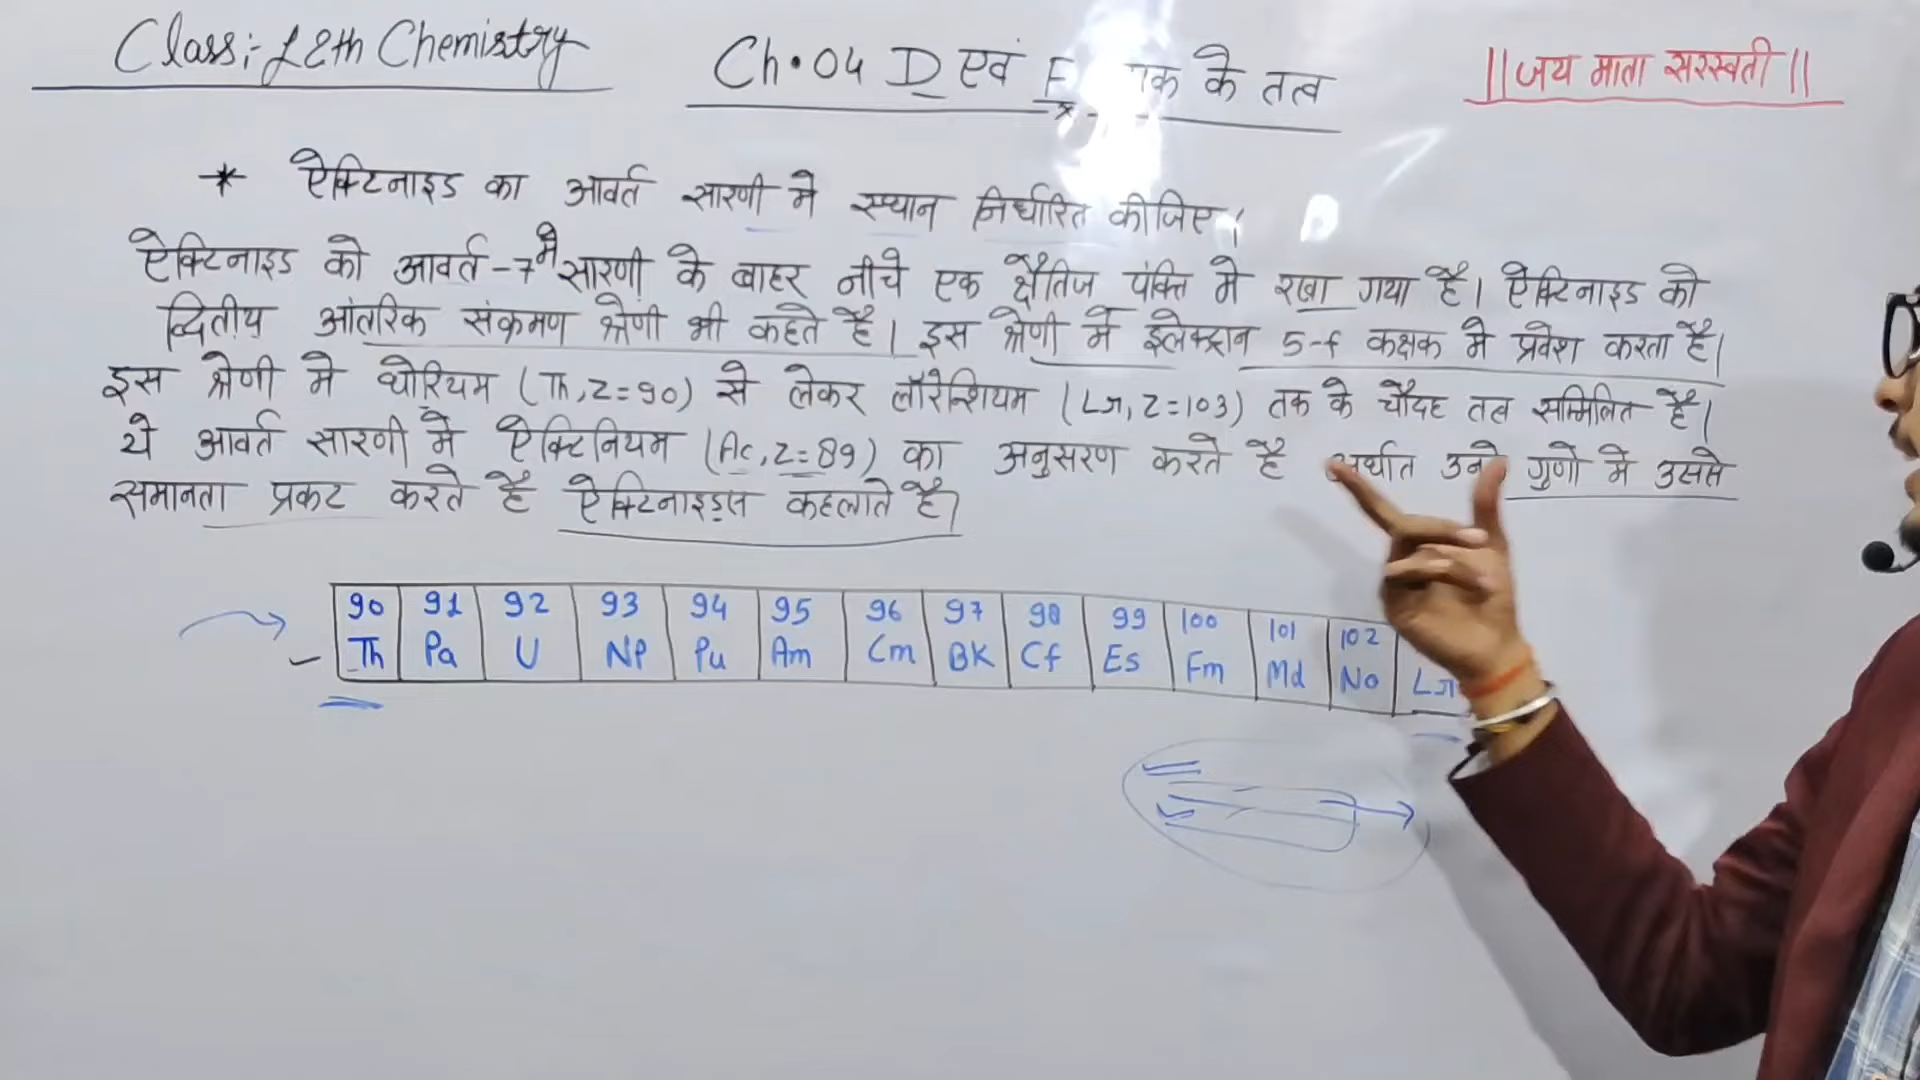 Class:- 12th Chemistry
Ch.04 D एवं F के तत्व
||जय माता सरस्वती||
* ऐक्टिनाइड का आवर्त सारणी मे स्थान निर्धारित कीजिए।
ऐक्टिनाइड को आवर्त-7 मे सारणी के बाहर नीचे एक क्षैतिज पंक्ति मे रखा गया है। ऐक्टिनाइड को
द्वितीय आंतरिक संक्रमण श्रेणी भी कहते है। इस श्रेणी में इलेक्ट्रान 5-f कक्षक मे प्रवेश करता है।
इस श्रेणी मे थोरियम (Th, Z=90) से लेकर लॉरेन्शियम (Lr, Z=103) तक के चौदह तत्व सम्मिलित है।
ये आवर्त सारणी में ऐक्टिनियम (Ac, Z=89) का अनुसरण करते है अर्थात गुणो मे उससे
समानता प्रकट करते है ऐक्टिनाइड्स कहलाते है।
90 91 92 93 94 95 96 97 98 99 100 101 102
Th Pa U NP Pu Am Cm BK Cf Es Fm Md No Lr